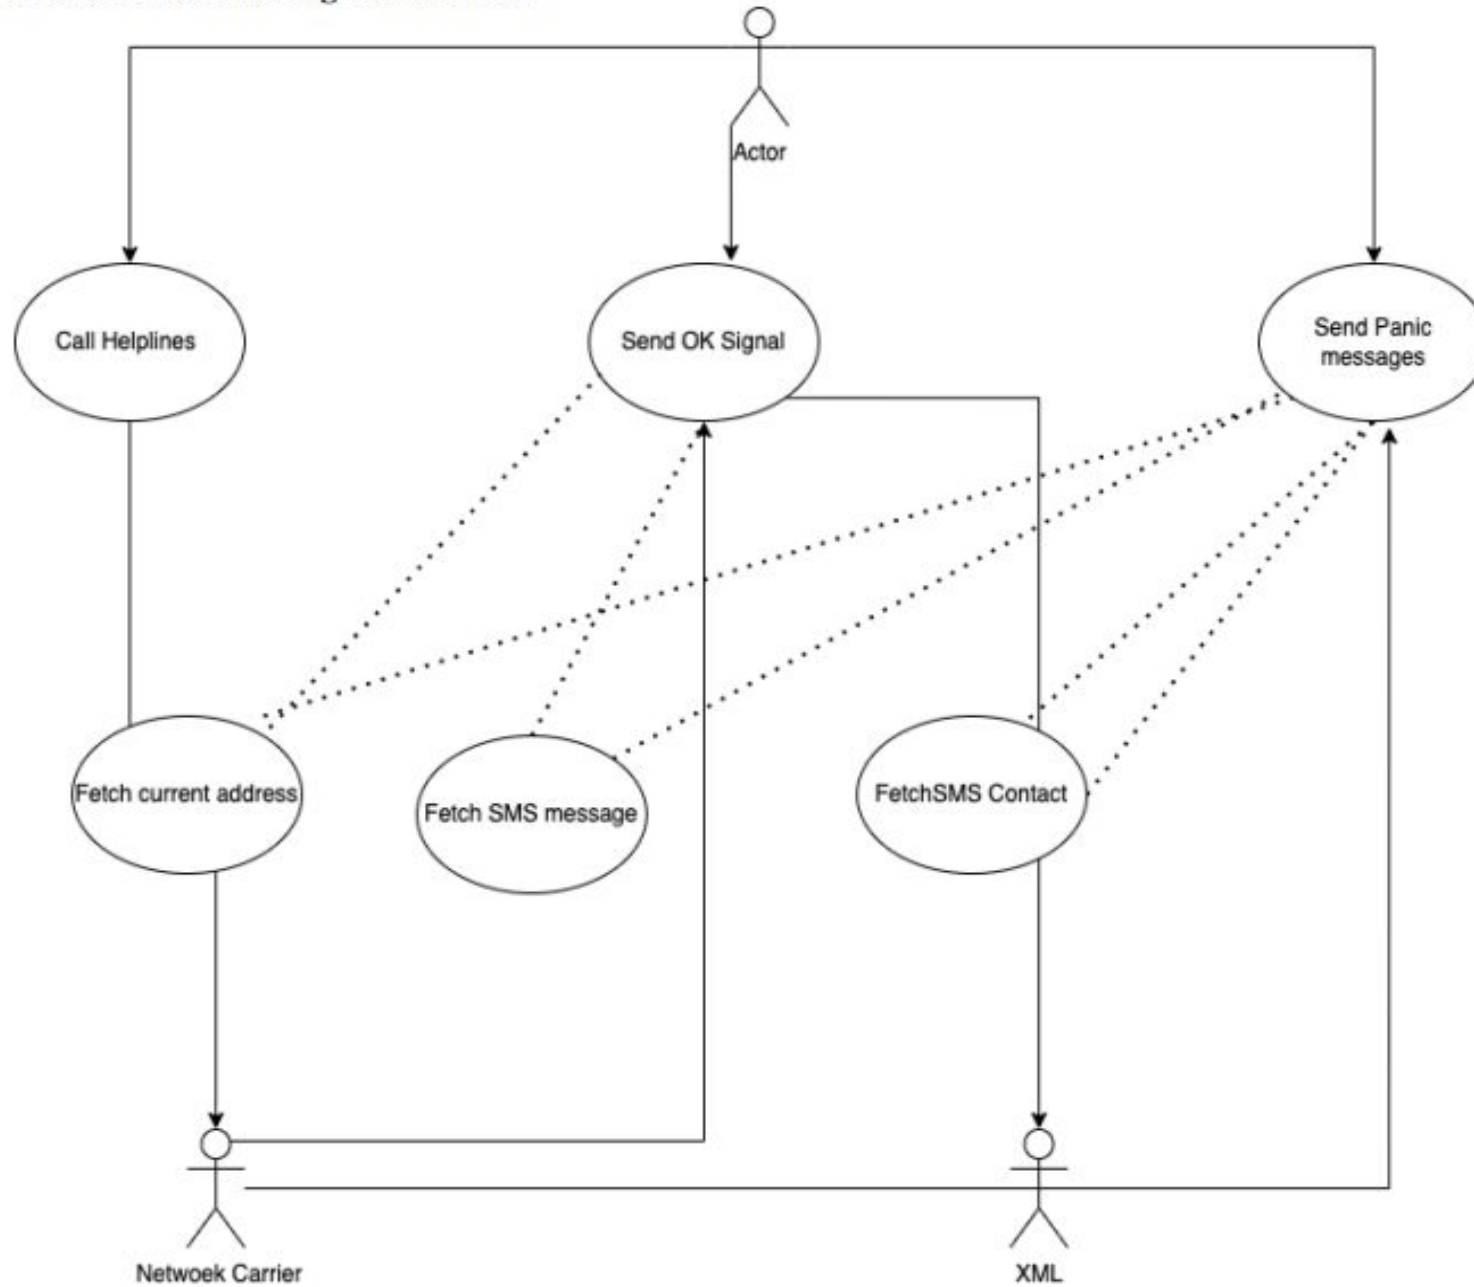 Actor
Call Helplines
Send OK Signal
Send Panic
messages
Fetch current address
Fetch SMS message
FetchSMS Contact
Netwoek Carrier
XML